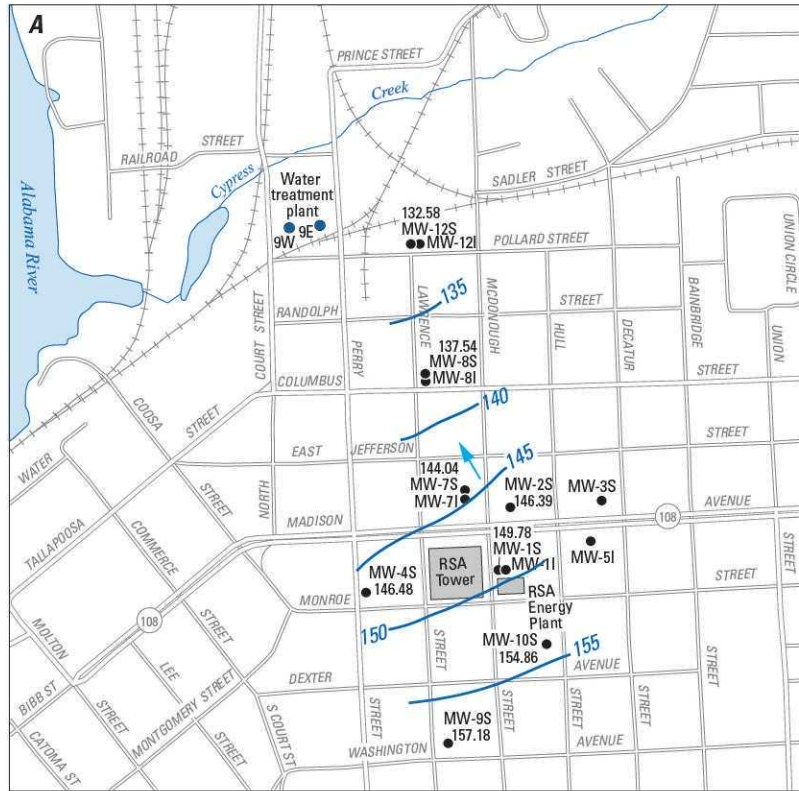 A
PRINCE STREET
Creek
RAILROAD STREET
Cypress
SADLER STREET
Alabama River
Water
treatment
plant
9W
9E
132.58
MW-12S
MW-12I
POLLARD STREET
UNION CIRCLE
COURT STREET
RANDOLPH STREET
LAWRENCE
135
MCDONOUGH
HULL
DECATUR
BAINBRIDGE
UNION
PERRY
137.54
MW-8S
MW-8I
COLUMBUS STREET
COOSA STREET
140
EAST JEFFERSON STREET
WATER STREET
144.04
MW-7S
MW-7I
145
MW-2S
146.39
MW-3S
NORTH
MADISON AVENUE
108
TALLAPOOSA
COMMERCE STREET
149.78
MW-1S
MW-1I
MW-5I
RSA
Tower
MW-4S
146.48
MONROE STREET
RSA
Energy
Plant
108
150
MOLTON STREET
LEE STREET
MW-10S
154.86
155
BIBB ST
MONTGOMERY STREET
DEXTER AVENUE
STREET
STREET
STREET
STREET
STREET
STREET
STREET
S COURT ST
MW-9S
157.18
CATOMA ST
WASHINGTON AVENUE